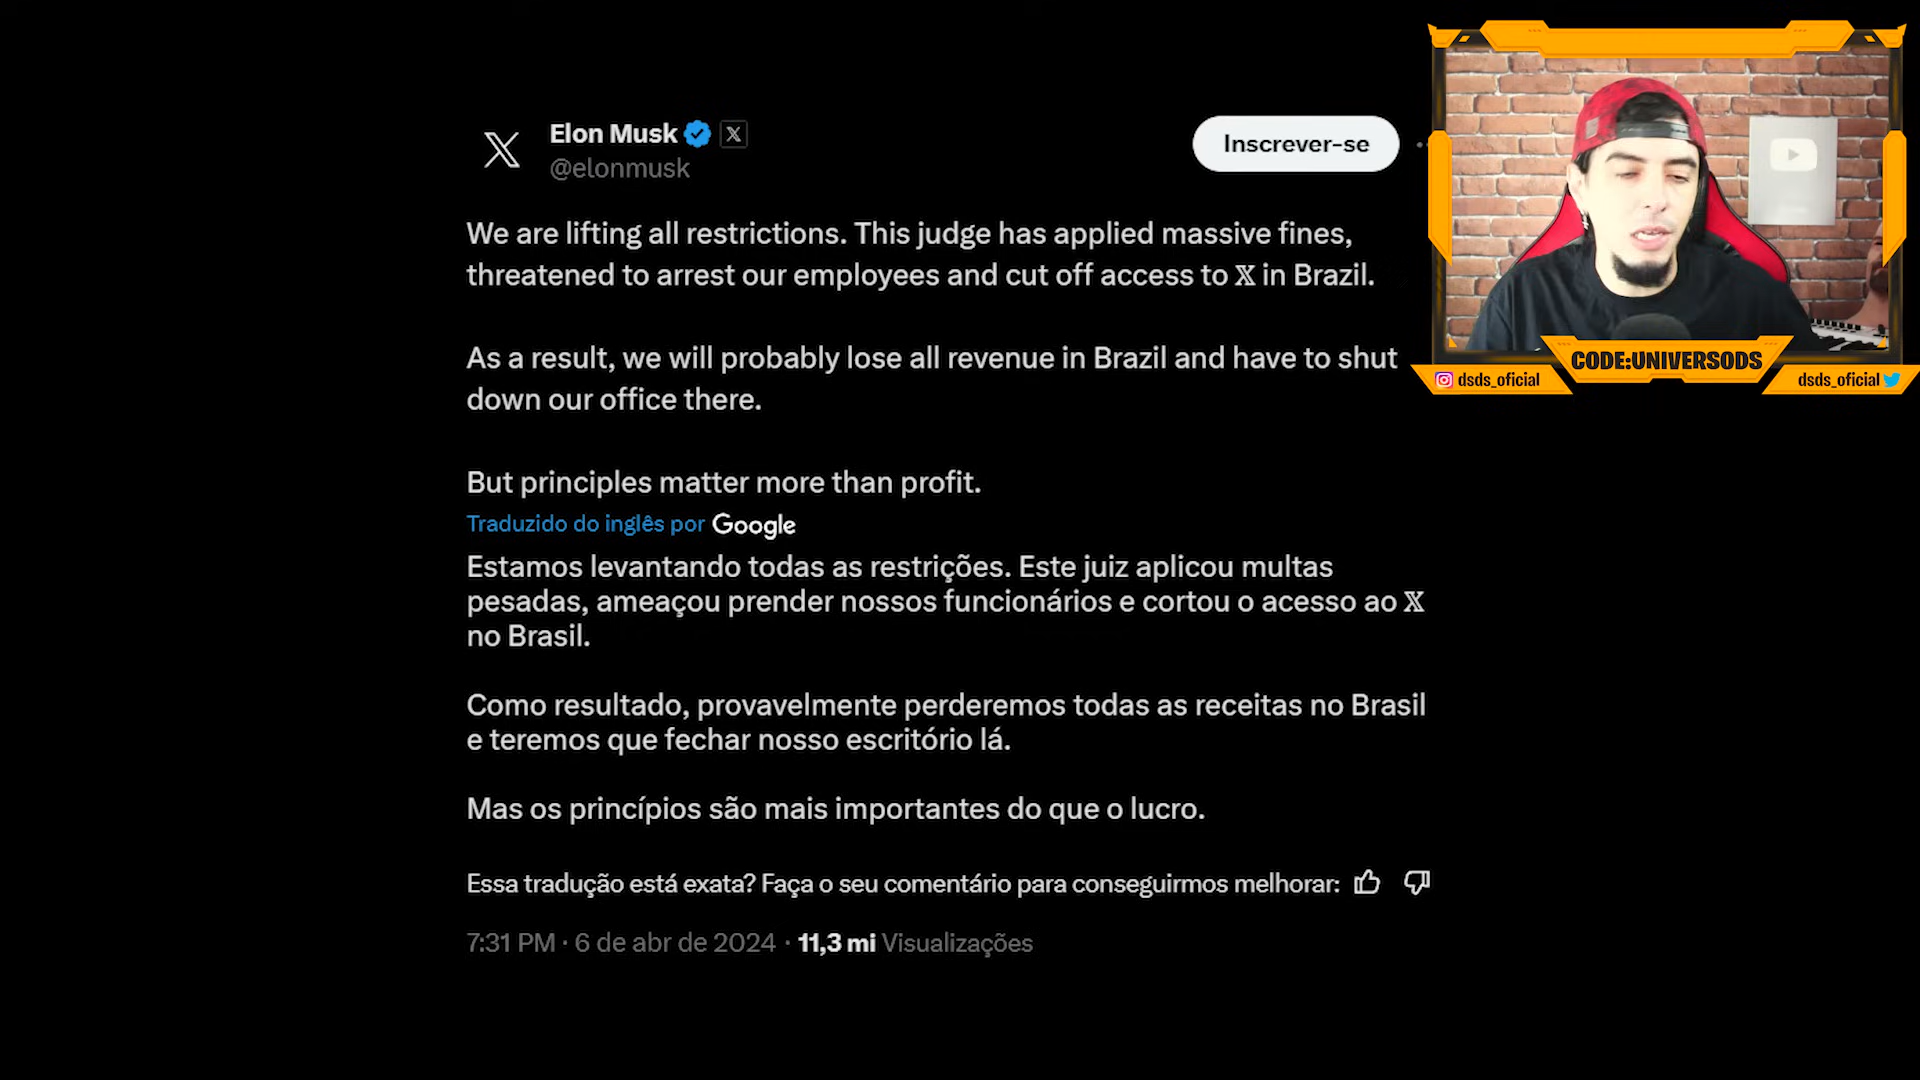 Elon Musk
@elonmusk
Inscrever-se
We are lifting all restrictions. This judge has applied massive fines,
threatened to arrest our employees and cut off access to 𝕏 in Brazil.
As a result, we will probably lose all revenue in Brazil and have to shut
down our office there.
But principles matter more than profit.
Traduzido do inglês por Google
Estamos levantando todas as restrições. Este juiz aplicou multas
pesadas, ameaçou prender nossos funcionários e cortou o acesso ao 𝕏
no Brasil.
Como resultado, provavelmente perderemos todas as receitas no Brasil
e teremos que fechar nosso escritório lá.
Mas os princípios são mais importantes do que o lucro.
Essa tradução está exata? Faça o seu comentário para conseguirmos melhorar:
7:31 PM · 6 de abr de 2024 · 11,3 mi Visualizações
CODE:UNIVERSODS
dsds_oficial
dsds_oficial